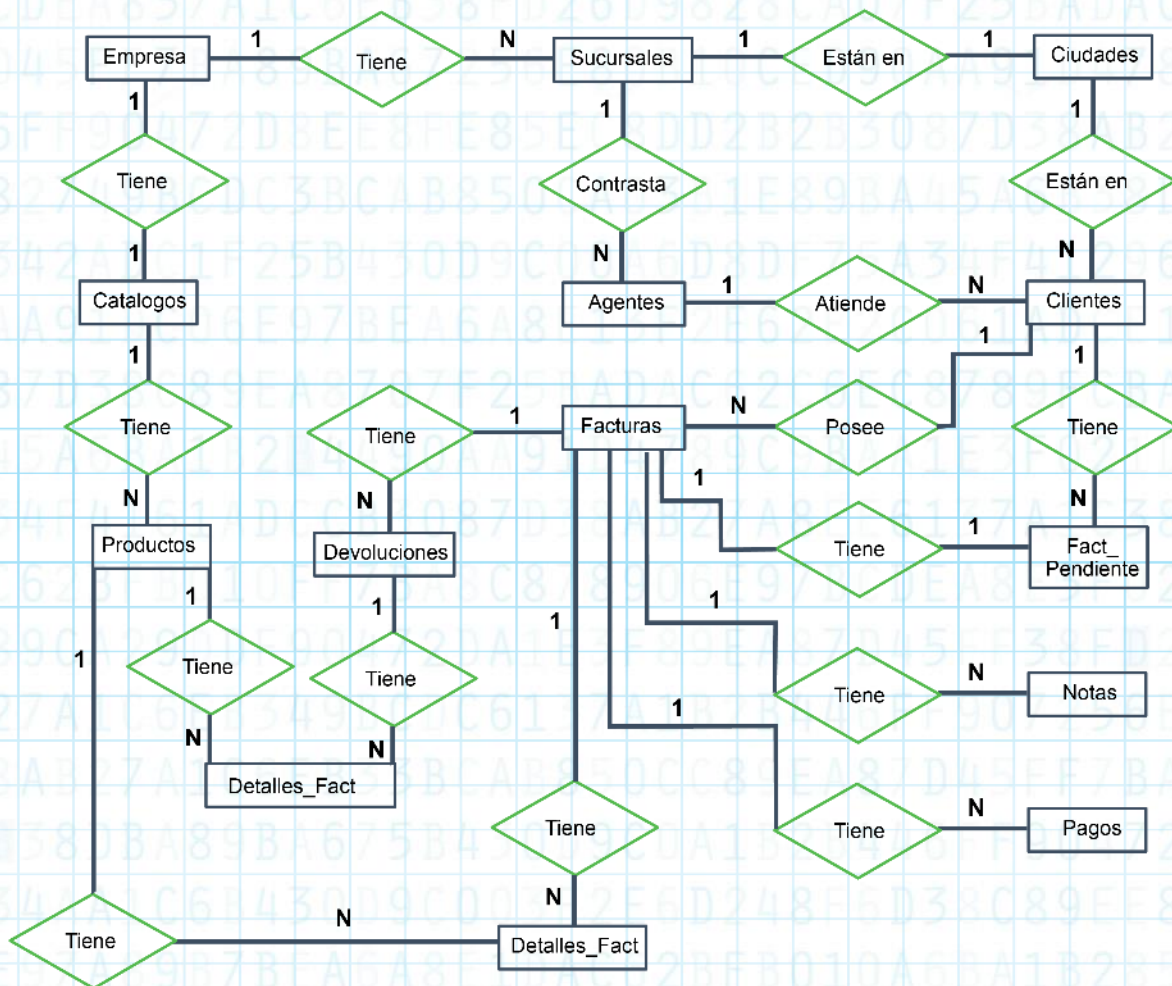 Empresa 1 Tiene N Sucursales 1 Están en 1 Ciudades
1 1 1
Tiene Contrasta Están en
1 N N
Catalogos Agentes 1 Atiende N Clientes
1 1 1
Tiene Tiene 1 Facturas N Posee Tiene
N N 1 N
Productos Devoluciones Tiene 1 Fact_
Pendiente
1 1 1 1
1 Tiene Tiene Tiene N Notas
N N 1
Detalles_Fact
Tiene Tiene N Pagos
N N
Tiene Detalles_Fact